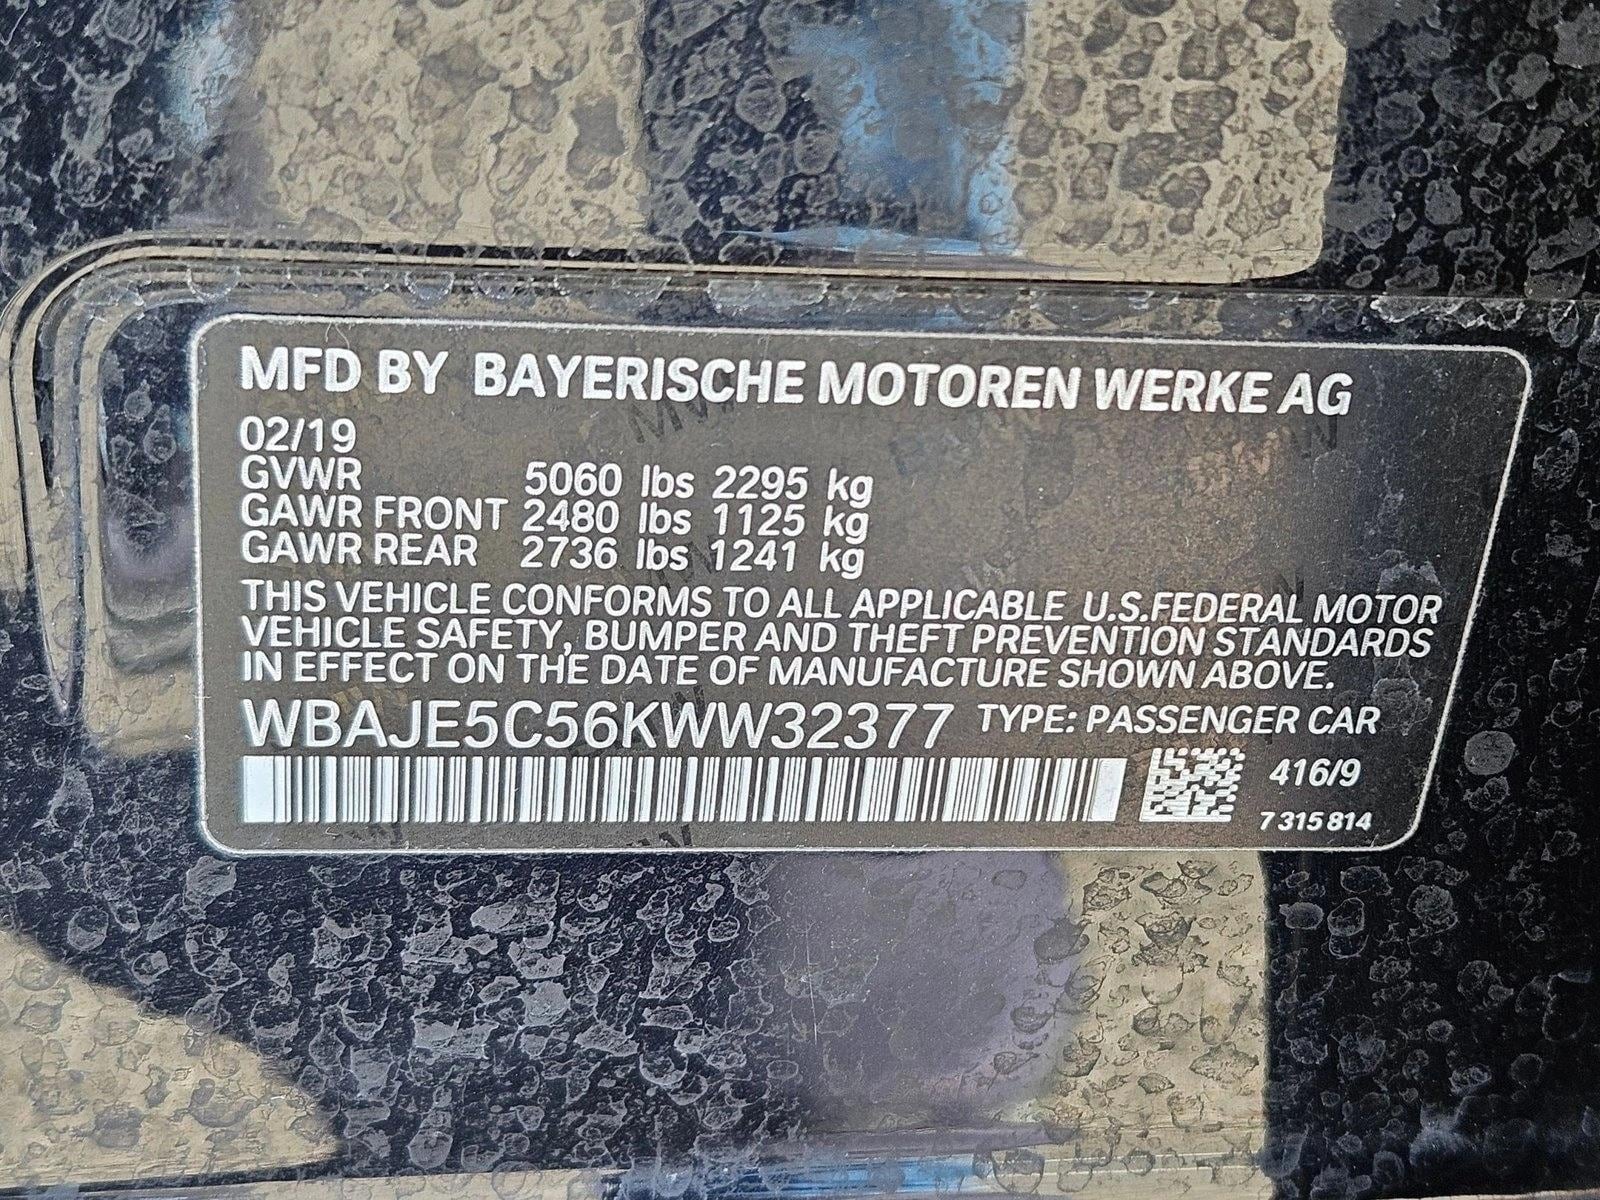 MFD BY BAYERISCHE MOTOREN WERKE AG
02/19
GVWR 5060 lbs 2295 kg
GAWR FRONT 2480 lbs 1125 kg
GAWR REAR 2736 lbs 1241 kg
THIS VEHICLE CONFORMS TO ALL APPLICABLE U.S.FEDERAL MOTOR
VEHICLE SAFETY, BUMPER AND THEFT PREVENTION STANDARDS
IN EFFECT ON THE DATE OF MANUFACTURE SHOWN ABOVE.
WBAJE5C56KWW32377 TYPE: PASSENGER CAR
416/9
7 315 814